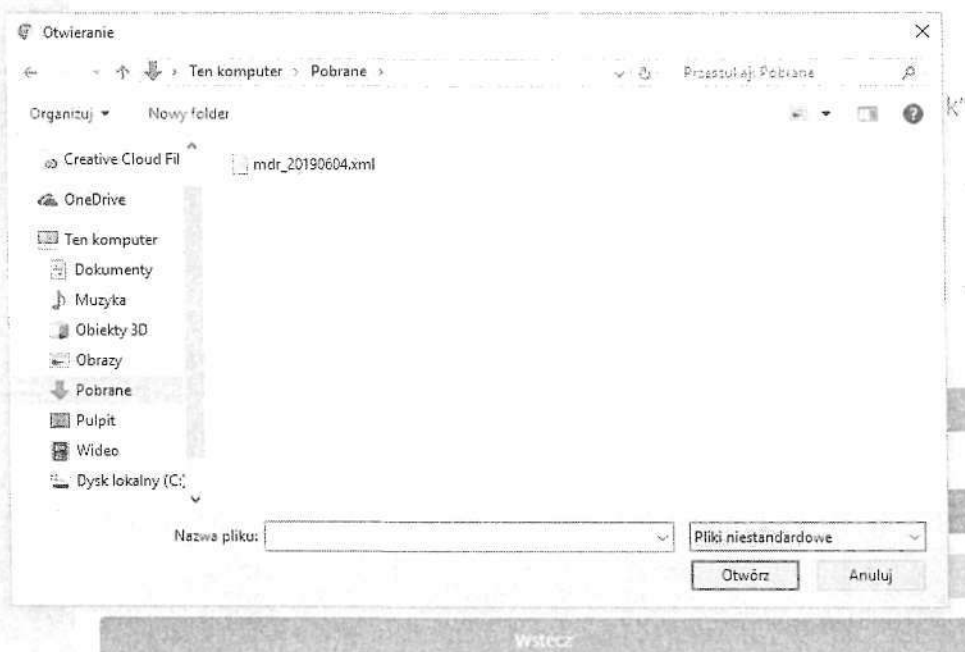 Otwieranie
Ten komputer › Pobrane ›
Przeszukaj: Pobrane
Organizuj
Nowy folder
k"
Creative Cloud Fil
mdr_20190604.xml
OneDrive
Ten komputer
Dokumenty
Muzyka
Obiekty 3D
Obrazy
Pobrane
Pulpit
Wideo
Dysk lokalny (C:)
Nazwa pliku:
Pliki niestandardowe
Otwórz
Anuluj
Wstecz